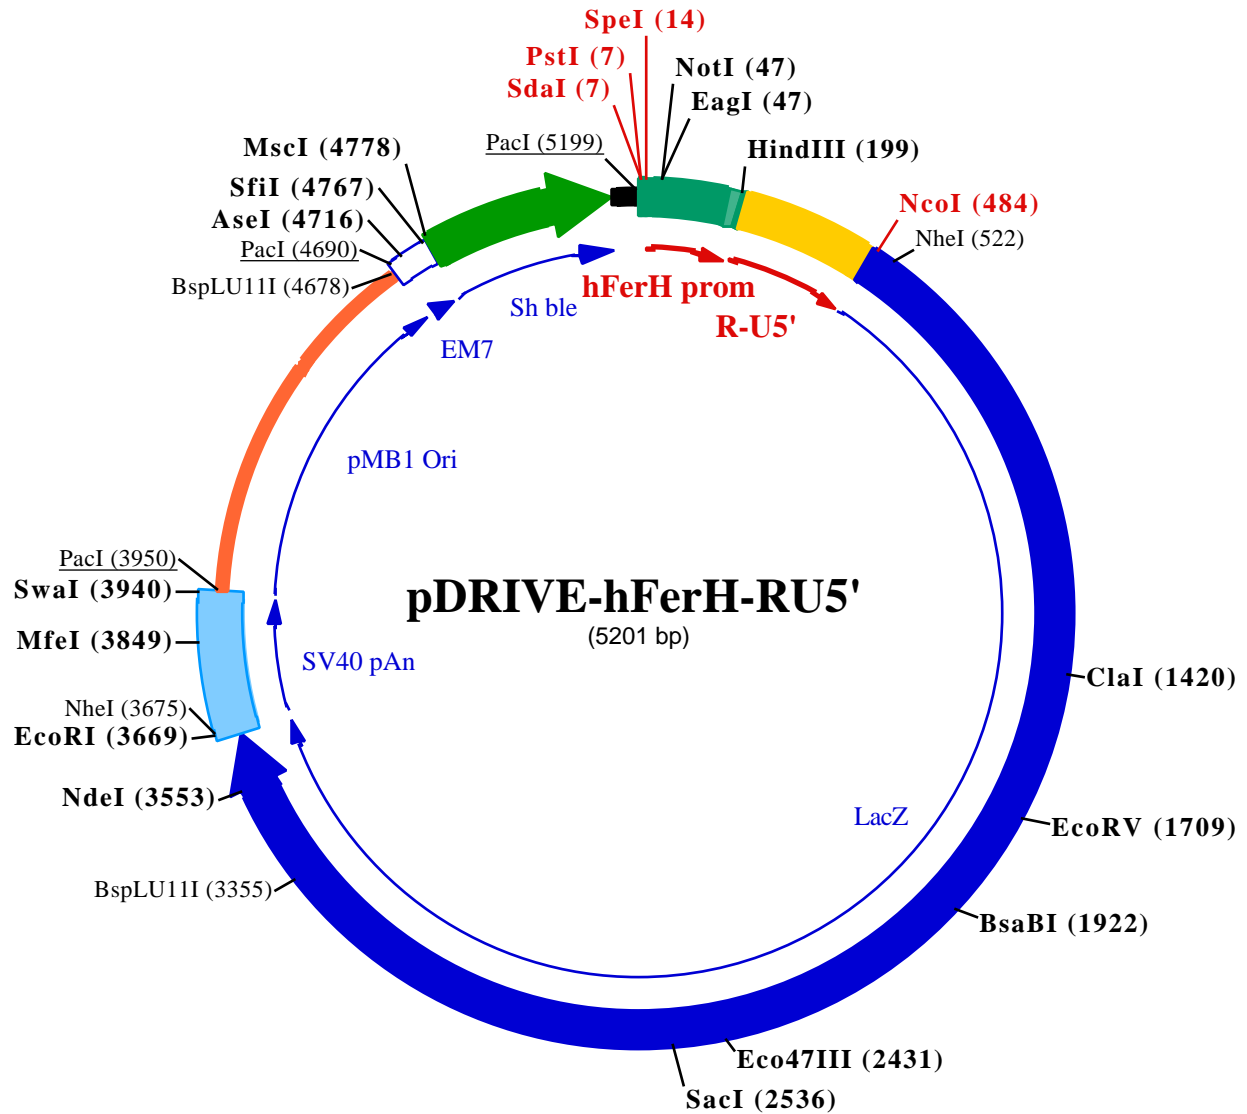 SpeI (14)
PstI (7)
SdaI (7)
NotI (47)
EagI (47)
PacI (5199)
HindIII (199)
MscI (4778)
SfiI (4767)
AseI (4716)
PacI (4690)
BspLU11I (4678)
NcoI (484)
NheI (522)
hFerH prom
R-U5'
Sh ble
EM7
pMB1 Ori
PacI (3950)
SwaI (3940)
MfeI (3849)
NheI (3675)
EcoRI (3669)
SV40 pAn
pDRIVE-hFerH-RU5'
(5201 bp)
ClaI (1420)
NdeI (3553)
LacZ
EcoRV (1709)
BspLU11I (3355)
BsaBI (1922)
Eco47III (2431)
SacI (2536)